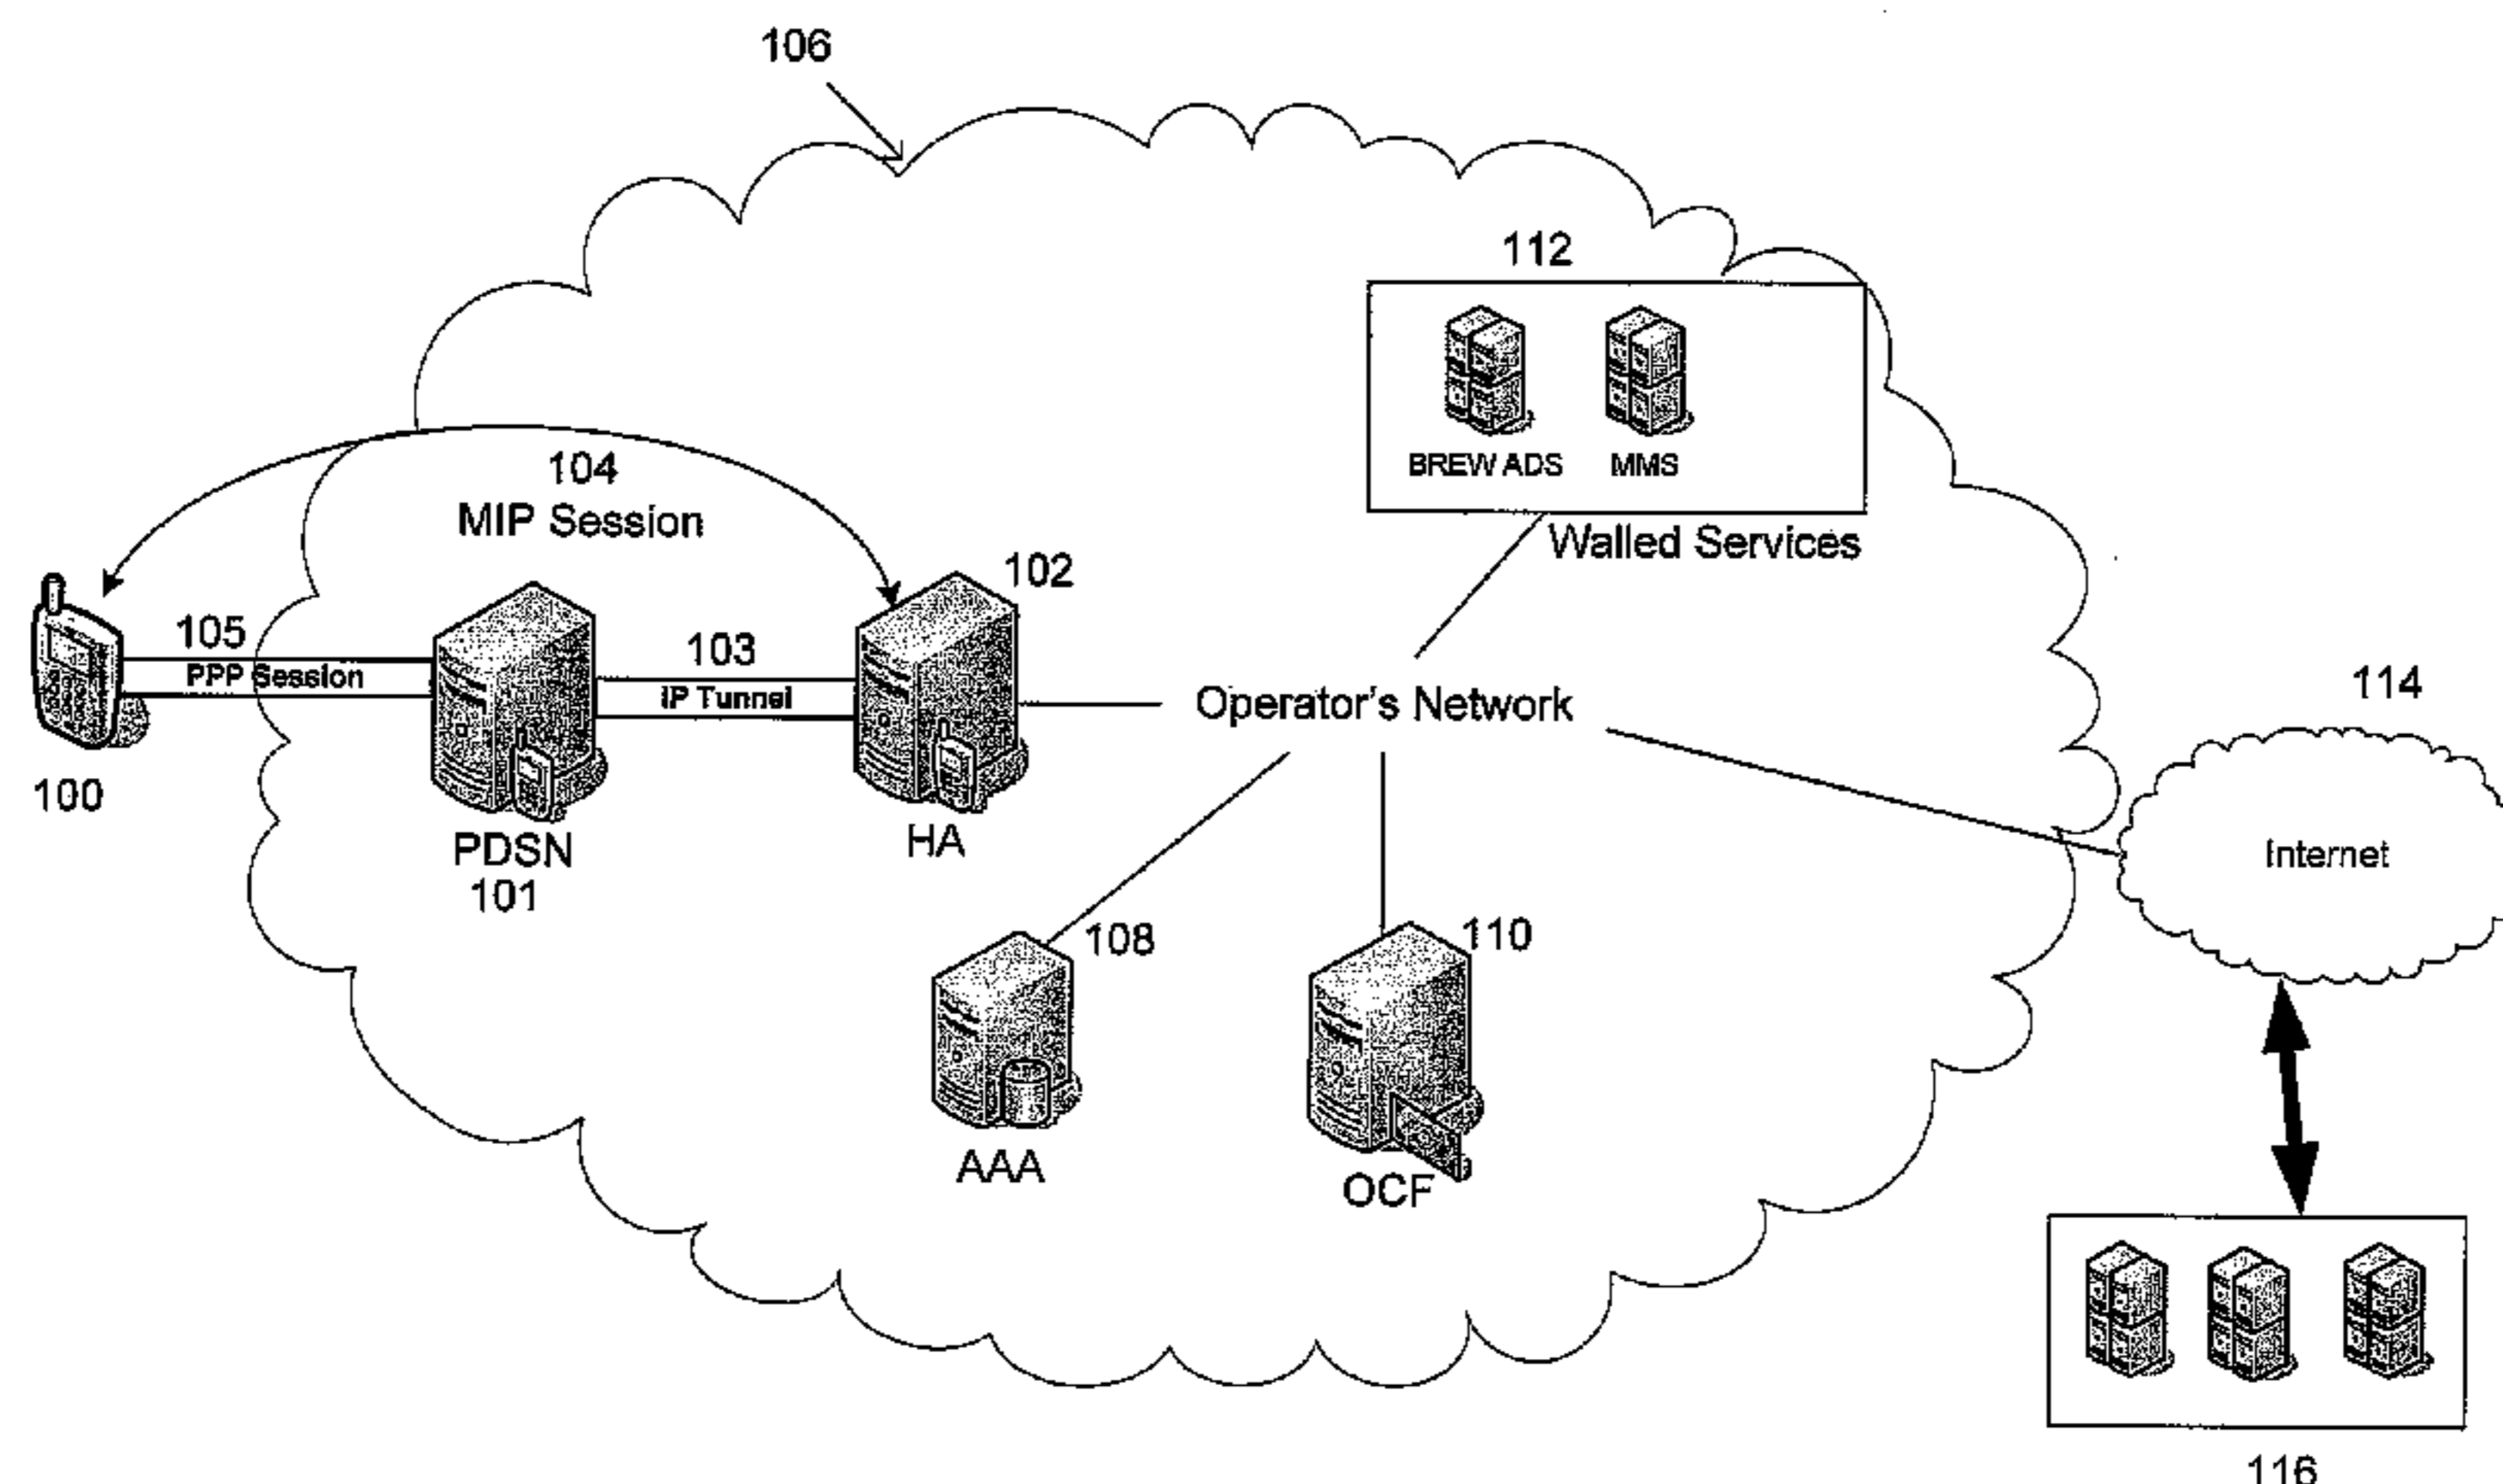 106
112
BREW ADS
MMS
Walled Services
104
MIP Session
102
105
PPP Session
103
IP Tunnel
Operator's Network
114
Internet
100
PDSN
101
HA
108
110
AAA
OCF
116